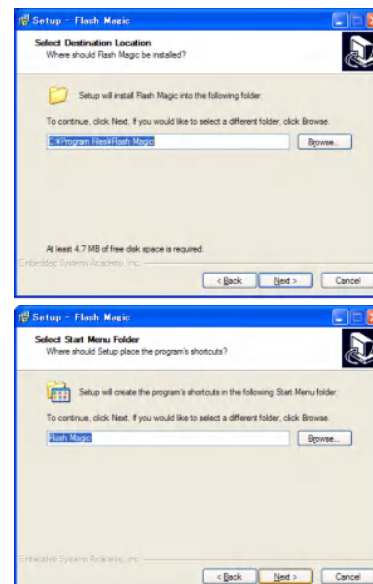 Setup - Flash Magic
Select Destination Location
Where should Flash Magic be installed?
Setup will install Flash Magic into the following folder.
To continue, click Next. If you would like to select a different folder, click Browse.
C:¥Program Files¥Flash Magic
Browse...
At least 4.7 MB of free disk space is required.
Embedded Systems Academy, Inc.
< Back
Next >
Cancel
Setup - Flash Magic
Select Start Menu Folder
Where should Setup place the program's shortcuts?
Setup will create the program's shortcuts in the following Start Menu folder.
To continue, click Next. If you would like to select a different folder, click Browse.
Flash Magic
Browse...
Embedded Systems Academy, Inc.
< Back
Next >
Cancel